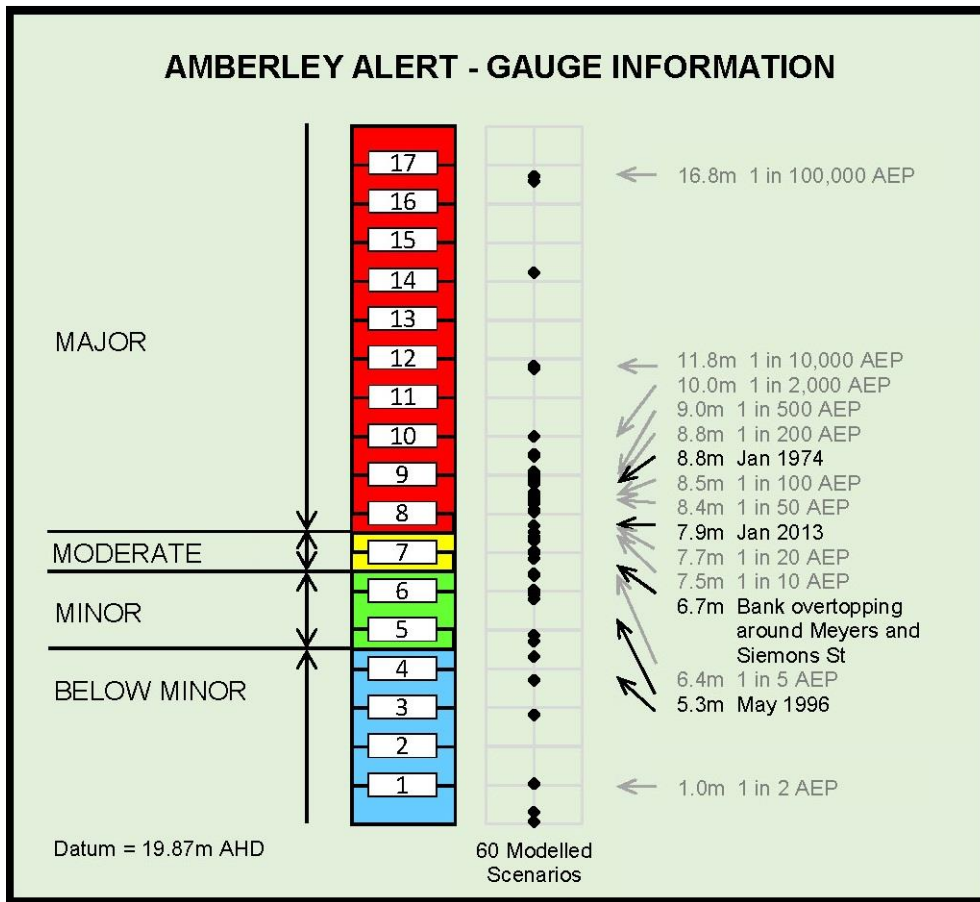 AMBERLEY ALERT - GAUGE INFORMATION
17
16.8m 1 in 100,000 AEP
16
15
14
13
MAJOR
12
11.8m 1 in 10,000 AEP
10.0m 1 in 2,000 AEP
11
9.0m 1 in 500 AEP
10
8.8m 1 in 200 AEP
8.8m Jan 1974
9
8.5m 1 in 100 AEP
8.4m 1 in 50 AEP
8
7.9m Jan 2013
MODERATE
7
7.7m 1 in 20 AEP
7.5m 1 in 10 AEP
6
6.7m Bank overtopping
around Meyers and
Siemons St
MINOR
5
BELOW MINOR
4
6.4m 1 in 5 AEP
5.3m May 1996
3
2
1
1.0m 1 in 2 AEP
Datum = 19.87m AHD
60 Modelled
Scenarios